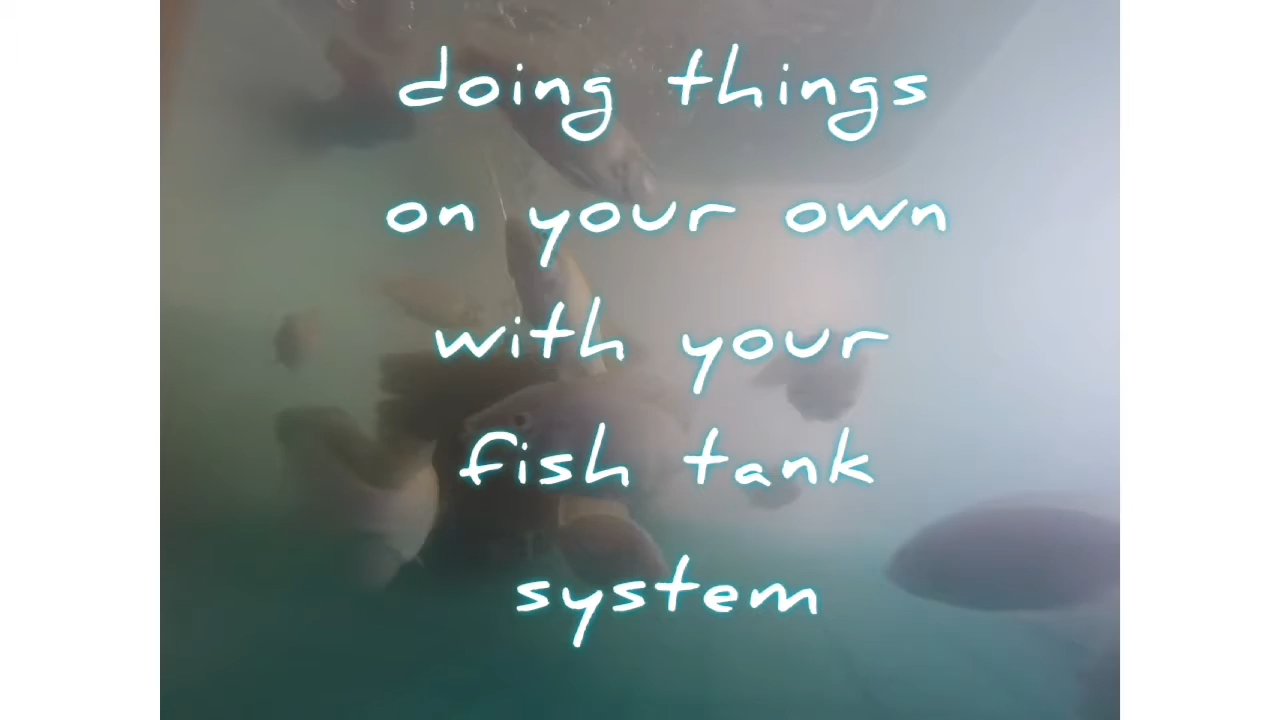 doing things
on your own
with your
fish tank
system